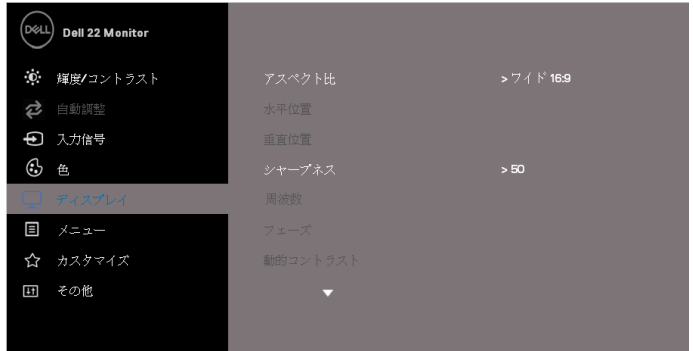 DELL
Dell 22 Monitor
輝度/コントラスト
自動調整
入力信号
色
ディスプレイ
メニュー
カスタマイズ
その他
アスペクト比 > ワイド 16:9
水平位置
垂直位置
シャープネス > 50
周波数
フェーズ
動的コントラスト